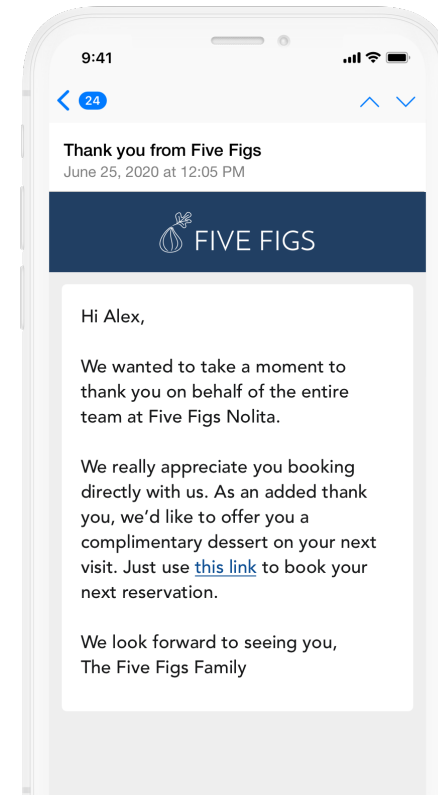 9:41
24
Thank you from Five Figs
June 25, 2020 at 12:05 PM
FIVE FIGS
Hi Alex,
We wanted to take a moment to
thank you on behalf of the entire
team at Five Figs Nolita.
We really appreciate you booking
directly with us. As an added thank
you, we’d like to offer you a
complimentary dessert on your next
visit. Just use this link to book your
next reservation.
We look forward to seeing you,
The Five Figs Family